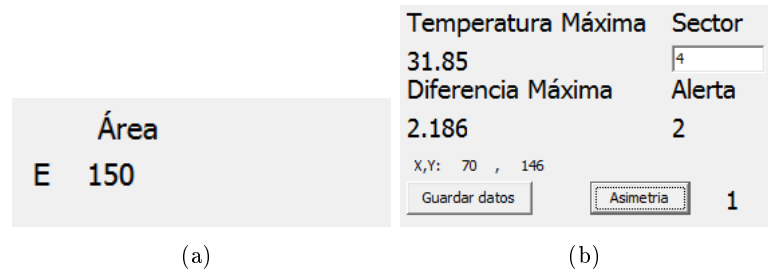 Área
E 150
(a)
Temperatura Máxima Sector
31.85 4
Diferencia Máxima Alerta
2.186 2
X,Y: 70 , 146
Guardar datos Asimetria 1
(b)